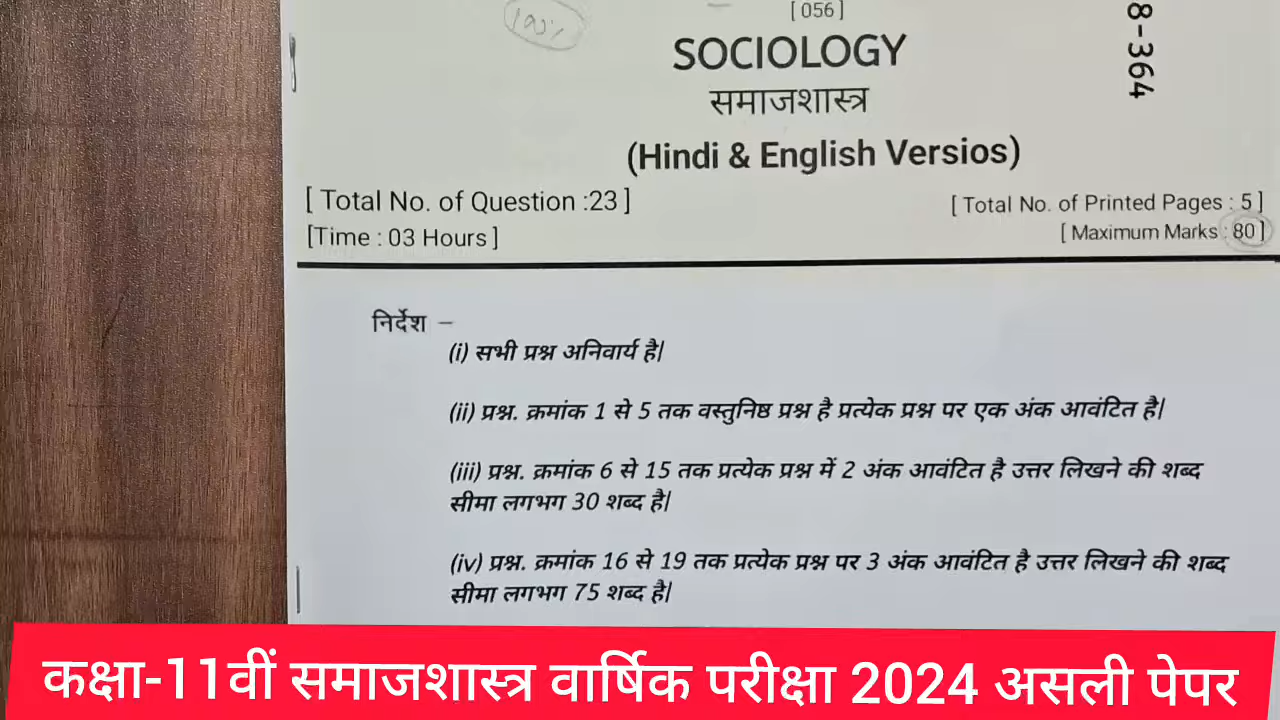 [ 056 ]
8-364
SOCIOLOGY
समाजशास्त्र
(Hindi & English Versios)
[ Total No. of Question :23 ]
[ Total No. of Printed Pages : 5 ]
[Time : 03 Hours ]
[ Maximum Marks : 80 ]
निर्देश –
(i) सभी प्रश्न अनिवार्य है|
(ii) प्रश्न. क्रमांक 1 से 5 तक वस्तुनिष्ठ प्रश्न है प्रत्येक प्रश्न पर एक अंक आवंटित है|
(iii) प्रश्न. क्रमांक 6 से 15 तक प्रत्येक प्रश्न में 2 अंक आवंटित है उत्तर लिखने की शब्द
सीमा लगभग 30 शब्द है|
(iv) प्रश्न. क्रमांक 16 से 19 तक प्रत्येक प्रश्न पर 3 अंक आवंटित है उत्तर लिखने की शब्द
सीमा लगभग 75 शब्द है|
कक्षा-11वीं समाजशास्त्र वार्षिक परीक्षा 2024 असली पेपर